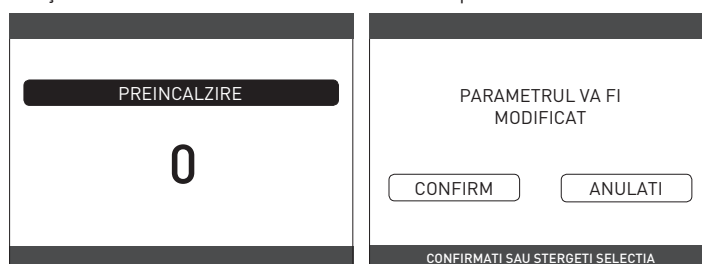 PREINCALZIRE
0
PARAMETRUL VA FI
MODIFICAT
CONFIRM
ANULATI
CONFIRMATI SAU STERGETI SELECTIA